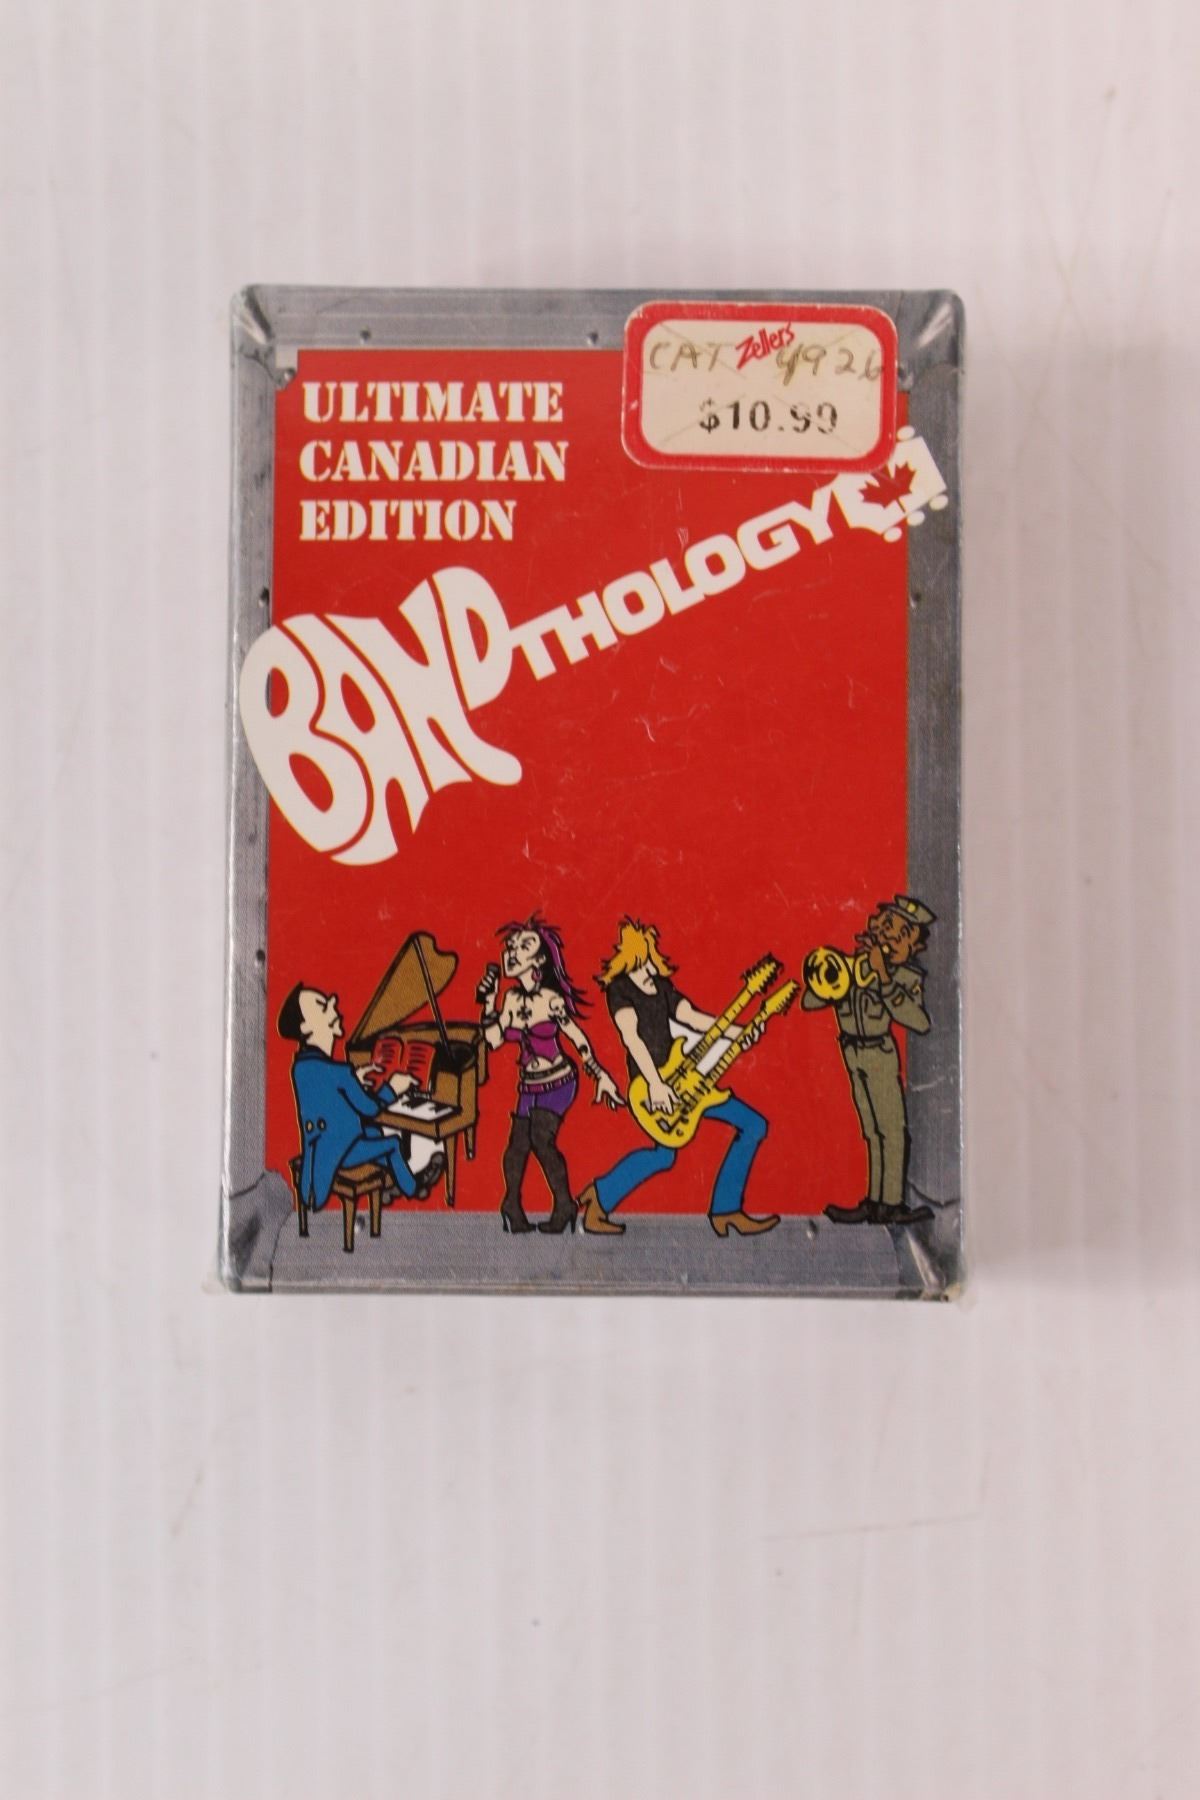 Zellers
CAT 4926
$10.99
ULTIMATE
CANADIAN
EDITION
BANDTHOLOGY